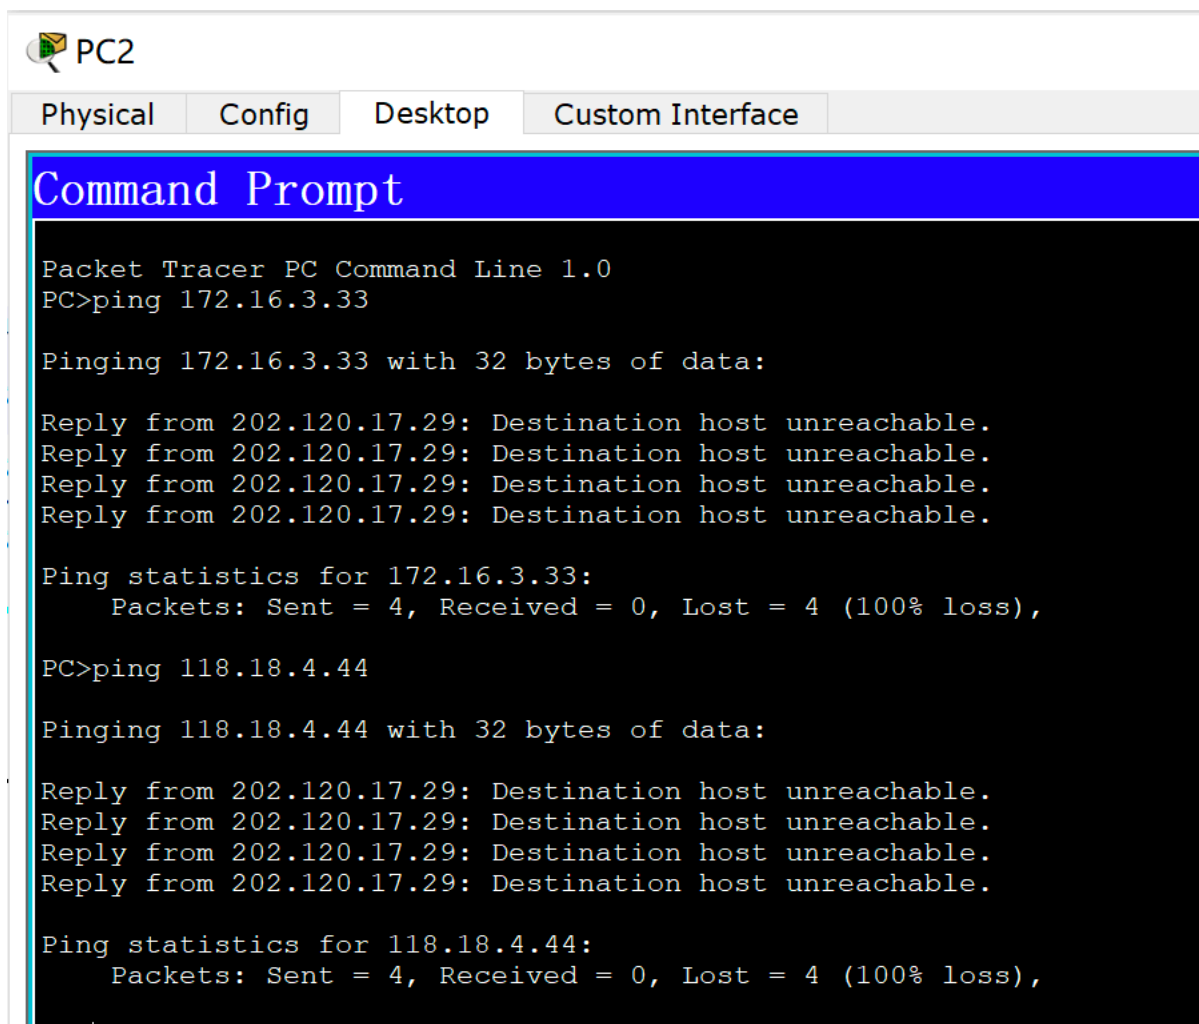 PC2
Physical Config Desktop Custom Interface
Command Prompt
Packet Tracer PC Command Line 1.0
PC>ping 172.16.3.33
Pinging 172.16.3.33 with 32 bytes of data:
Reply from 202.120.17.29: Destination host unreachable.
Reply from 202.120.17.29: Destination host unreachable.
Reply from 202.120.17.29: Destination host unreachable.
Reply from 202.120.17.29: Destination host unreachable.
Ping statistics for 172.16.3.33:
    Packets: Sent = 4, Received = 0, Lost = 4 (100% loss),
PC>ping 118.18.4.44
Pinging 118.18.4.44 with 32 bytes of data:
Reply from 202.120.17.29: Destination host unreachable.
Reply from 202.120.17.29: Destination host unreachable.
Reply from 202.120.17.29: Destination host unreachable.
Reply from 202.120.17.29: Destination host unreachable.
Ping statistics for 118.18.4.44:
    Packets: Sent = 4, Received = 0, Lost = 4 (100% loss),